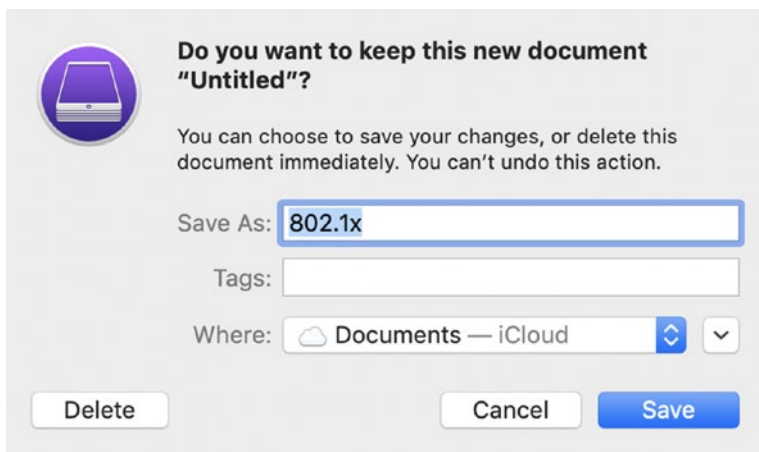 Do you want to keep this new document
“Untitled”?
You can choose to save your changes, or delete this
document immediately. You can’t undo this action.
Save As: 802.1x
Tags:
Where: Documents — iCloud
Delete Cancel Save